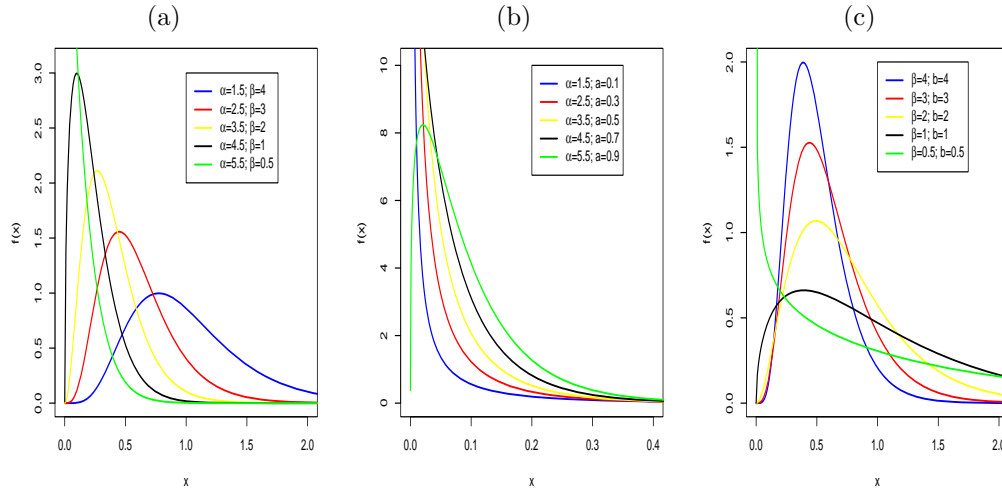 (a)
f(x)
3.0
2.5
2.0
1.5
1.0
0.5
0.0
α=1.5; β=4
α=2.5; β=3
α=3.5; β=2
α=4.5; β=1
α=5.5; β=0.5
0.0 0.5 1.0 1.5 2.0
x
(b)
f(x)
10
8
6
4
2
0
α=1.5; a=0.1
α=2.5; a=0.3
α=3.5; a=0.5
α=4.5; a=0.7
α=5.5; a=0.9
0.0 0.1 0.2 0.3 0.4
x
(c)
f(x)
2.0
1.5
1.0
0.5
0.0
β=4; b=4
β=3; b=3
β=2; b=2
β=1; b=1
β=0.5; b=0.5
0.0 0.5 1.0 1.5 2.0
x